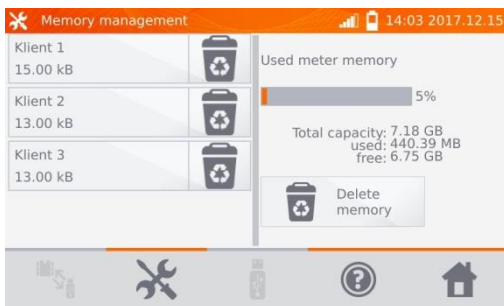 Memory management
14:03 2017.12.15
Klient 1
15.00 kB
Klient 2
13.00 kB
Klient 3
13.00 kB
Used meter memory
5%
Total capacity: 7.18 GB
used: 440.39 MB
free: 6.75 GB
Delete
memory